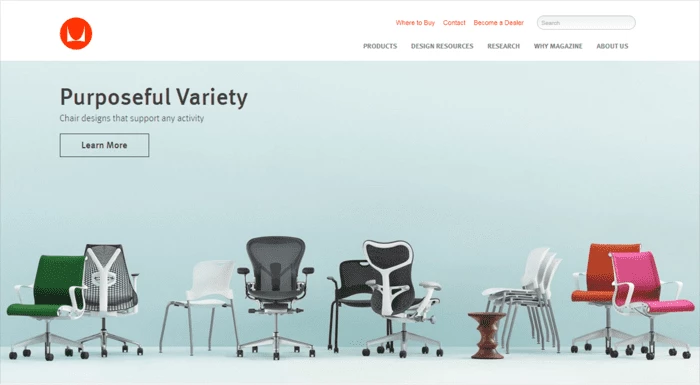 Where to Buy Contact Become a Dealer Search
PRODUCTS DESIGN RESOURCES RESEARCH WHY MAGAZINE ABOUT US
Purposeful Variety
Chair designs that support any activity
Learn More